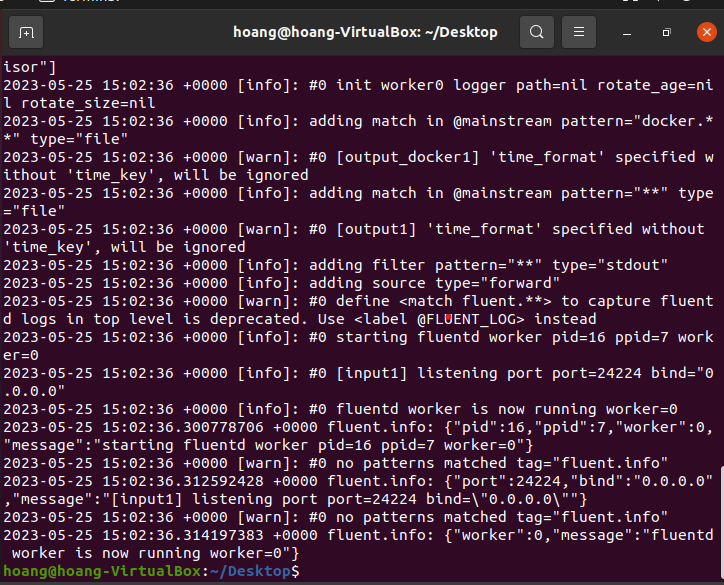 hoang@hoang-VirtualBox: ~/Desktop
isor"]
2023-05-25 15:02:36 +0000 [info]: #0 init worker0 logger path=nil rotate_age=ni
l rotate_size=nil
2023-05-25 15:02:36 +0000 [info]: adding match in @mainstream pattern="docker.*
*" type="file"
2023-05-25 15:02:36 +0000 [warn]: #0 [output_docker1] 'time_format' specified w
ithout 'time_key', will be ignored
2023-05-25 15:02:36 +0000 [info]: adding match in @mainstream pattern="**" type
="file"
2023-05-25 15:02:36 +0000 [warn]: #0 [output1] 'time_format' specified without
'time_key', will be ignored
2023-05-25 15:02:36 +0000 [info]: adding filter pattern="**" type="stdout"
2023-05-25 15:02:36 +0000 [info]: adding source type="forward"
2023-05-25 15:02:36 +0000 [warn]: #0 define <match fluent.**> to capture fluent
d logs in top level is deprecated. Use <label @FLUENT_LOG> instead
2023-05-25 15:02:36 +0000 [info]: #0 starting fluentd worker pid=16 ppid=7 work
er=0
2023-05-25 15:02:36 +0000 [info]: #0 [input1] listening port port=24224 bind="0
.0.0.0"
2023-05-25 15:02:36 +0000 [info]: #0 fluentd worker is now running worker=0
2023-05-25 15:02:36.300778706 +0000 fluent.info: {"pid":16,"ppid":7,"worker":0,
"message":"starting fluentd worker pid=16 ppid=7 worker=0"}
2023-05-25 15:02:36 +0000 [warn]: #0 no patterns matched tag="fluent.info"
2023-05-25 15:02:36.312592428 +0000 fluent.info: {"port":24224,"bind":"0.0.0.0"
,"message":"[input1] listening port port=24224 bind=\"0.0.0.0\""}
2023-05-25 15:02:36 +0000 [warn]: #0 no patterns matched tag="fluent.info"
2023-05-25 15:02:36.314197383 +0000 fluent.info: {"worker":0,"message":"fluentd
 worker is now running worker=0"}
hoang@hoang-VirtualBox:~/Desktop$